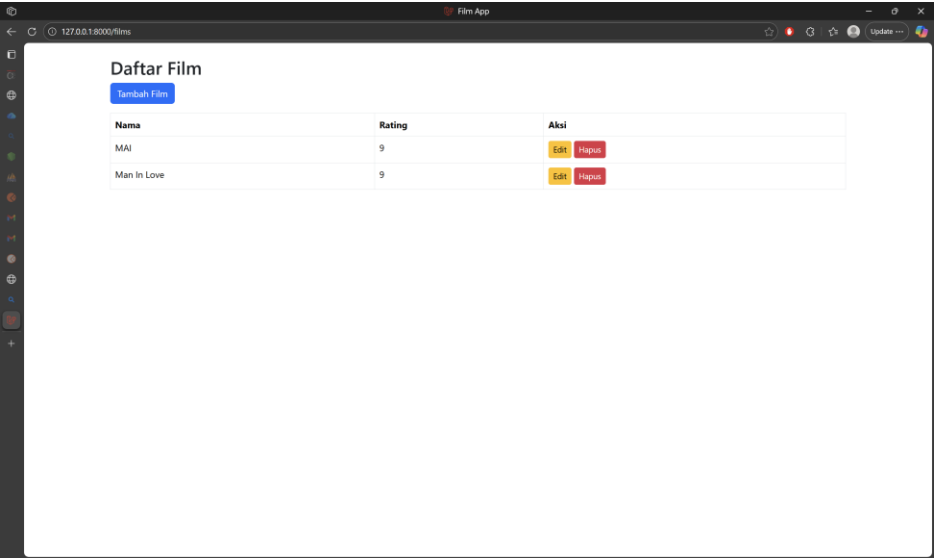 Film App
127.0.0.1:8000/films
Update
Daftar Film
Tambah Film
Nama Rating Aksi
MAI 9 Edit Hapus
Man In Love 9 Edit Hapus